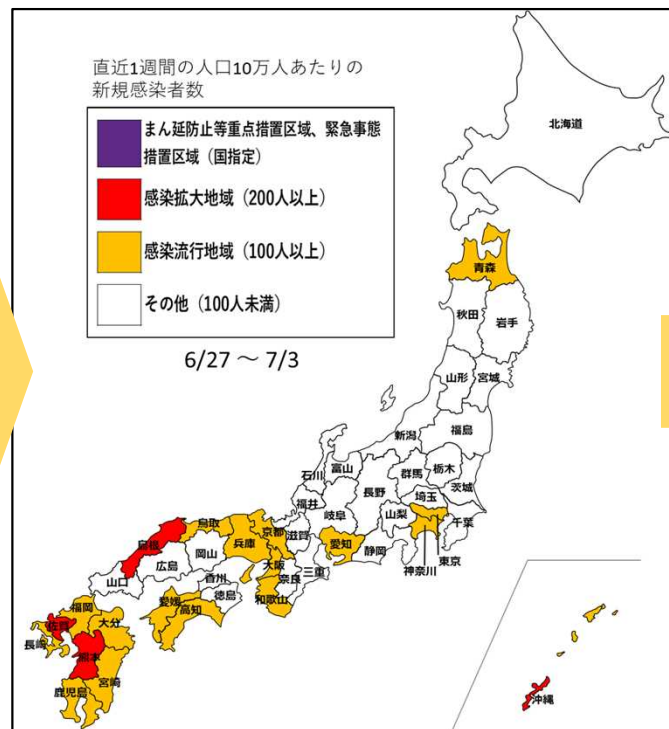 直近1週間の人口10万人あたりの
新規感染者数
まん延防止等重点措置区域、緊急事態
措置区域（国指定）
感染拡大地域（200人以上）
感染流行地域（100人以上）
その他（100人未満）
6/27 ～ 7/3
北海道
青森
秋田
岩手
山形
宮城
新潟
福島
石川
富山
群馬
栃木
長野
茨城
福井
岐阜
埼玉
山梨
千葉
鳥取
島根
京都
滋賀
兵庫
愛知
静岡
東京
神奈川
岡山
広島
大阪
山口
香川
奈良
三重
徳島
和歌山
愛媛
高知
福岡
佐賀
大分
長崎
熊本
鹿児島
宮崎
沖縄